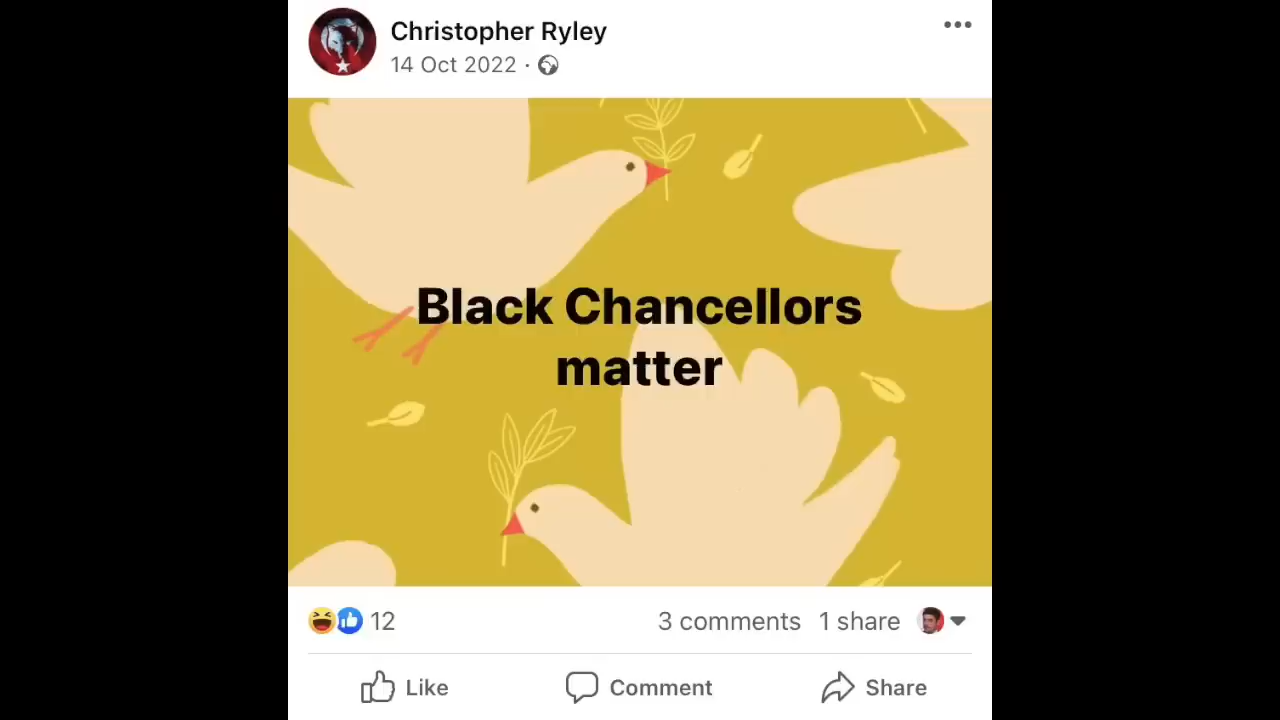 Christopher Ryley
14 Oct 2022 ·
Black Chancellors
matter
12
3 comments 1 share
Like
Comment
Share